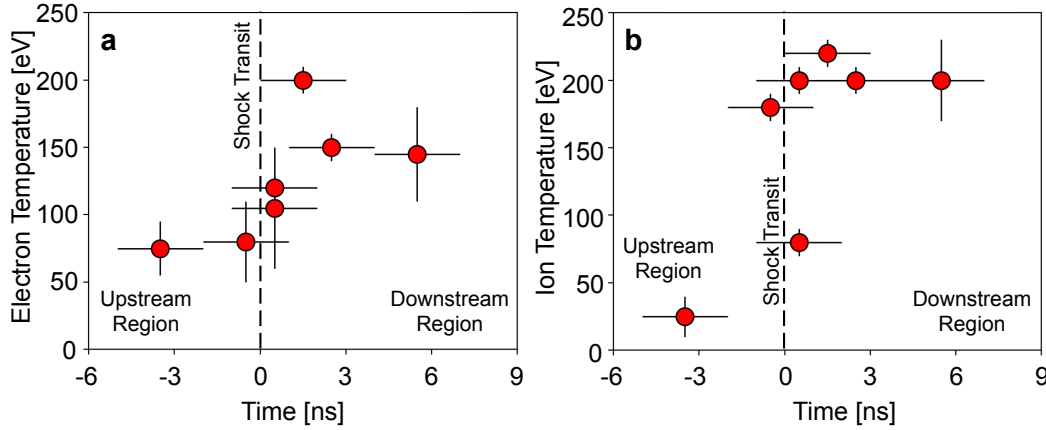 a
Electron Temperature [eV]
250
200
150
100
50
0
Shock Transit
Upstream
Region
Downstream
Region
-6
-3
0
3
6
9
Time [ns]
b
Ion Temperature [eV]
250
200
150
100
50
0
Shock Transit
Upstream
Region
Downstream
Region
-6
-3
0
3
6
9
Time [ns]